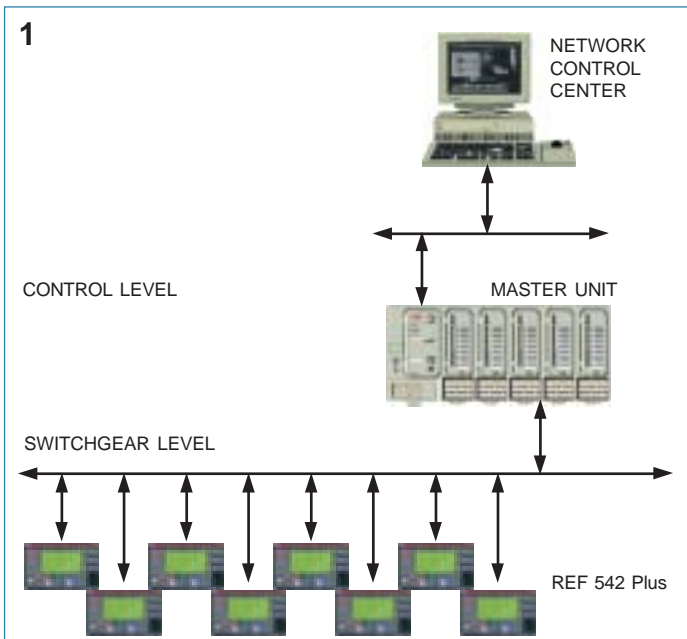 1
NETWORK
CONTROL
CENTER
CONTROL LEVEL
MASTER UNIT
SWITCHGEAR LEVEL
REF 542 Plus